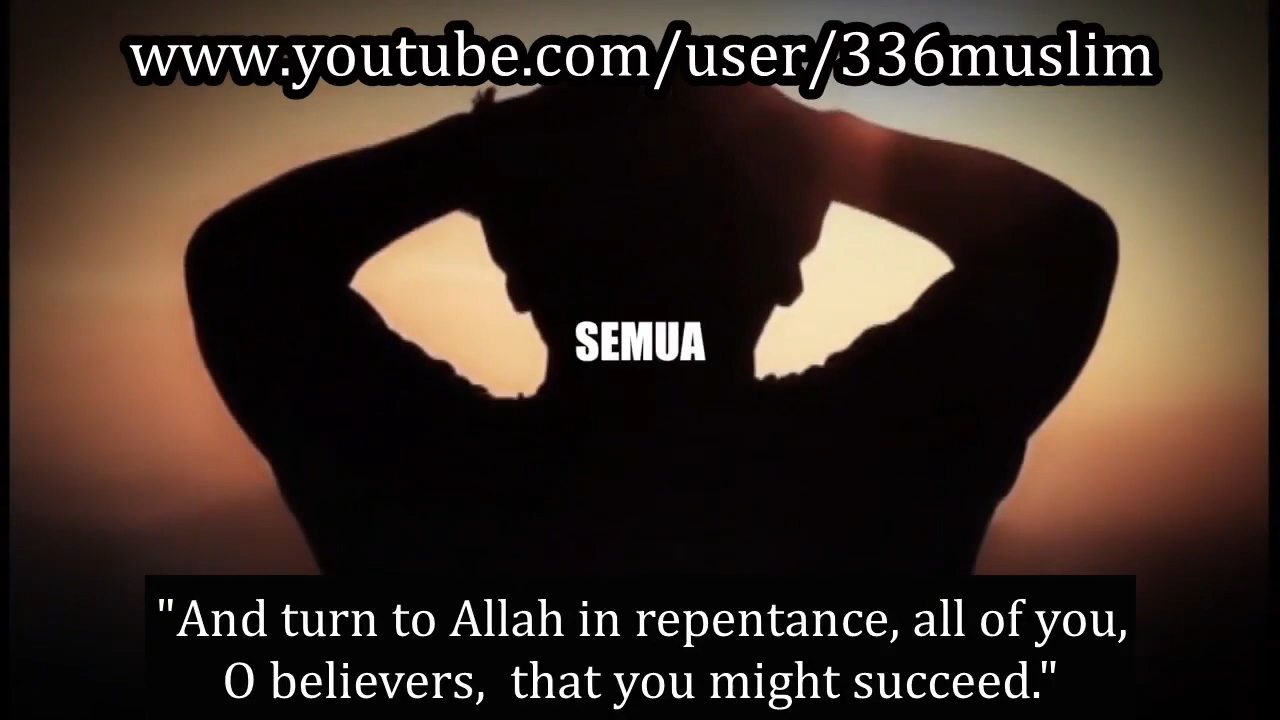 www.youtube.com/user/336muslim
SEMUA
"And turn to Allah in repentance, all of you,
O believers,  that you might succeed."